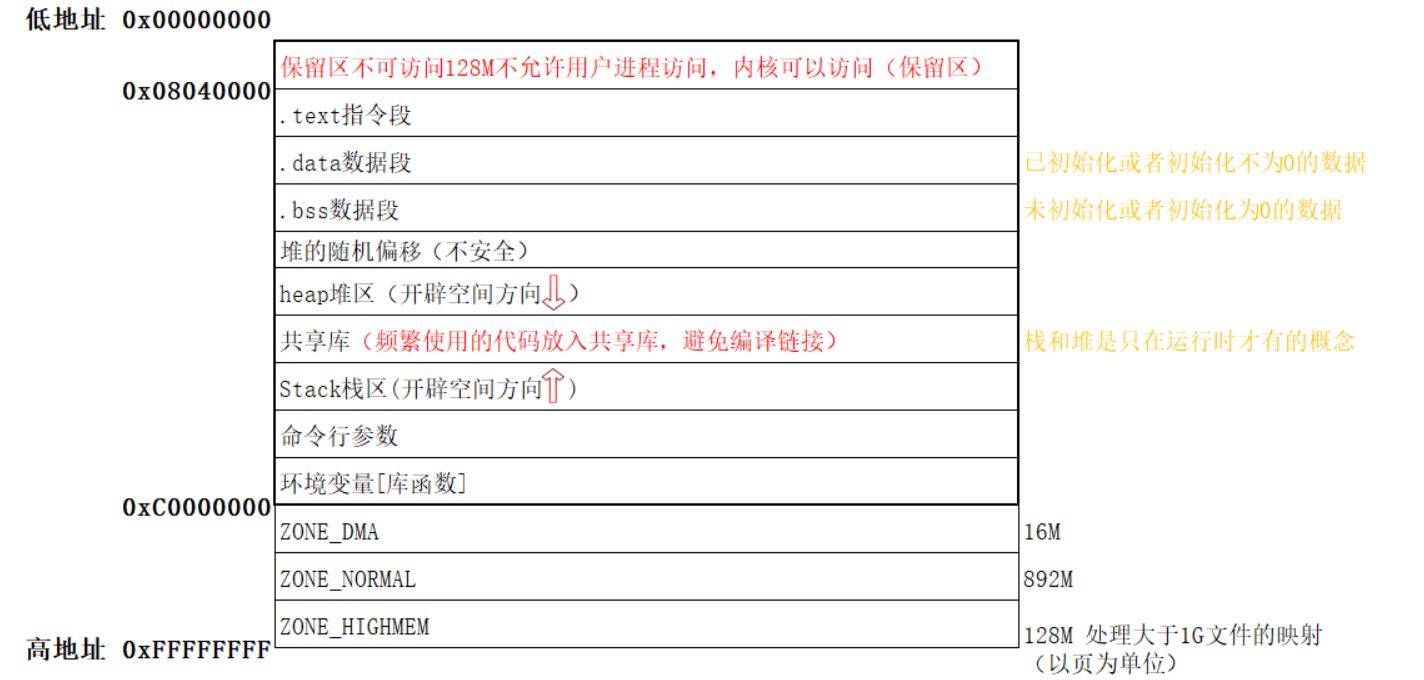 低地址 0x00000000
保留区不可访问128M不允许用户进程访问，内核可以访问（保留区）
0x08040000
.text指令段
.data数据段 已初始化或者初始化不为0的数据
.bss数据段 未初始化或者初始化为0的数据
堆的随机偏移（不安全）
heap堆区（开辟空间方向⇩）
共享库（频繁使用的代码放入共享库，避免编译链接） 栈和堆是只在运行时才有的概念
Stack栈区(开辟空间方向⇧)
命令行参数
环境变量[库函数]
0xC0000000
ZONE_DMA 16M
ZONE_NORMAL 892M
ZONE_HIGHMEM 128M 处理大于1G文件的映射
（以页为单位）
高地址 0xFFFFFFFF